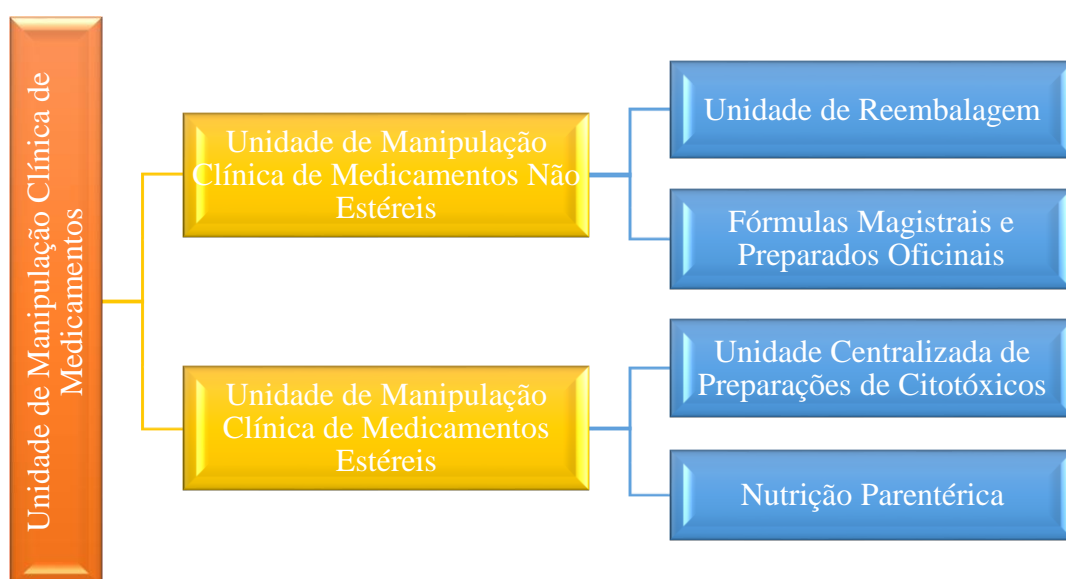 Unidade de Manipulação Clínica de
Medicamentos
Unidade de Manipulação
Clínica de Medicamentos Não
Estéreis
Unidade de Reembalagem
Fórmulas Magistrais e
Preparados Oficinais
Unidade de Manipulação
Clínica de Medicamentos
Estéreis
Unidade Centralizada de
Preparações de Citotóxicos
Nutrição Parentérica